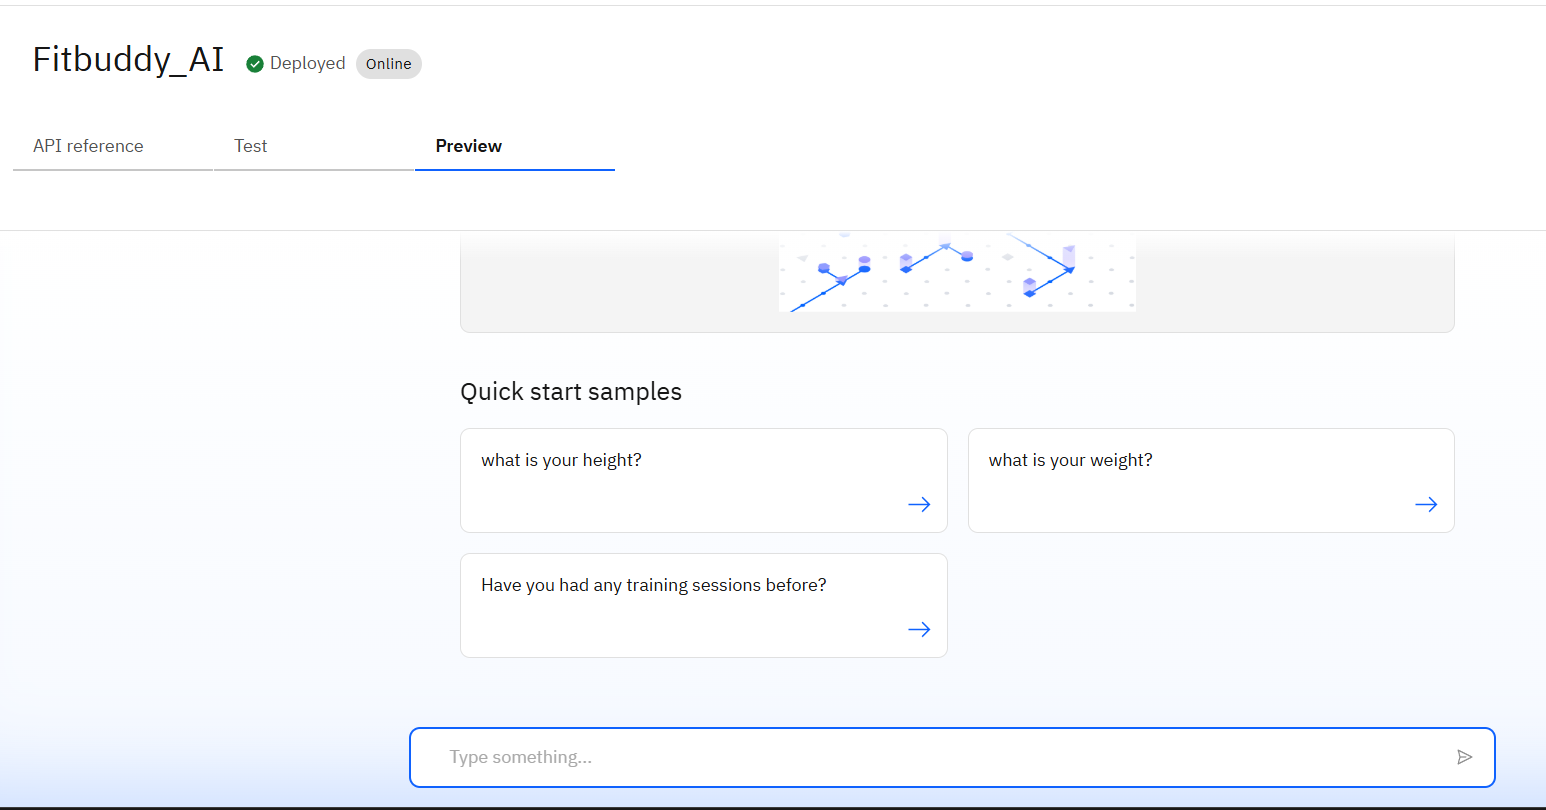 Fitbuddy_AI Deployed Online
API reference Test Preview
Quick start samples
what is your height? what is your weight?
Have you had any training sessions before?
Type something...